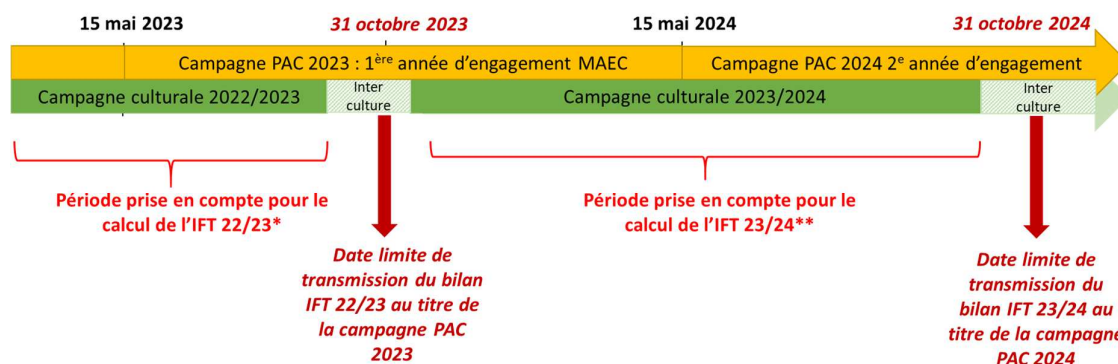 15 mai 2023
31 octobre 2023
15 mai 2024
31 octobre 2024
Campagne PAC 2023 : 1ère année d'engagement MAEC
Campagne PAC 2024 2e année d'engagement
Campagne culturale 2022/2023
Inter
culture
Campagne culturale 2023/2024
Inter
culture
Période prise en compte pour le
calcul de l'IFT 22/23*
Période prise en compte pour le
calcul de l'IFT 23/24**
Date limite de
transmission du bilan
IFT 22/23 au titre de
la campagne PAC
2023
Date limite de
transmission du
bilan IFT 23/24 au
titre de la campagne
PAC 2024